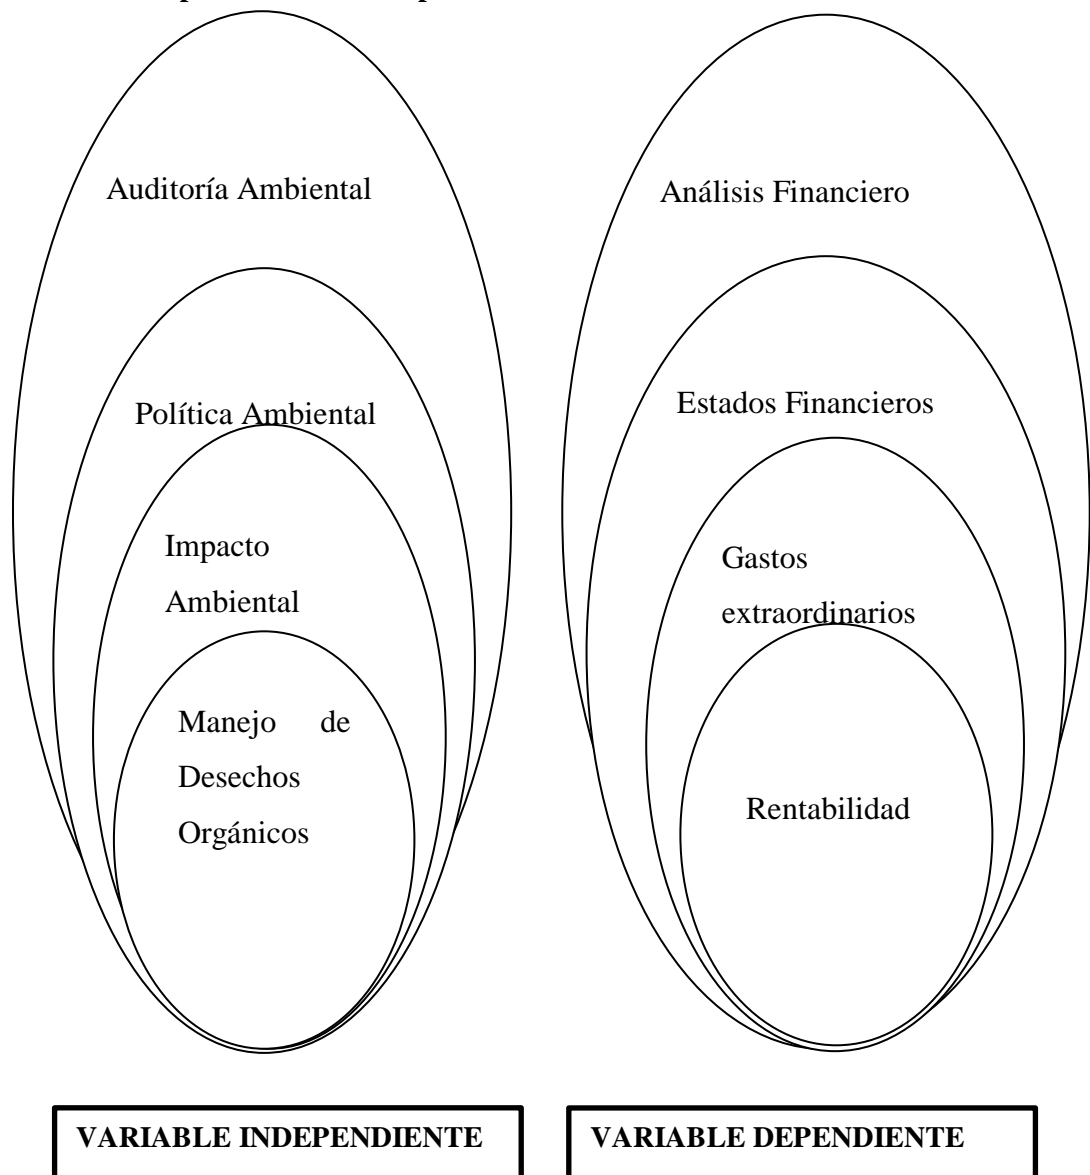 Auditoría Ambiental
Política Ambiental
Impacto
Ambiental
Manejo de
Desechos
Orgánicos
Análisis Financiero
Estados Financieros
Gastos
extraordinarios
Rentabilidad
VARIABLE INDEPENDIENTE
VARIABLE DEPENDIENTE